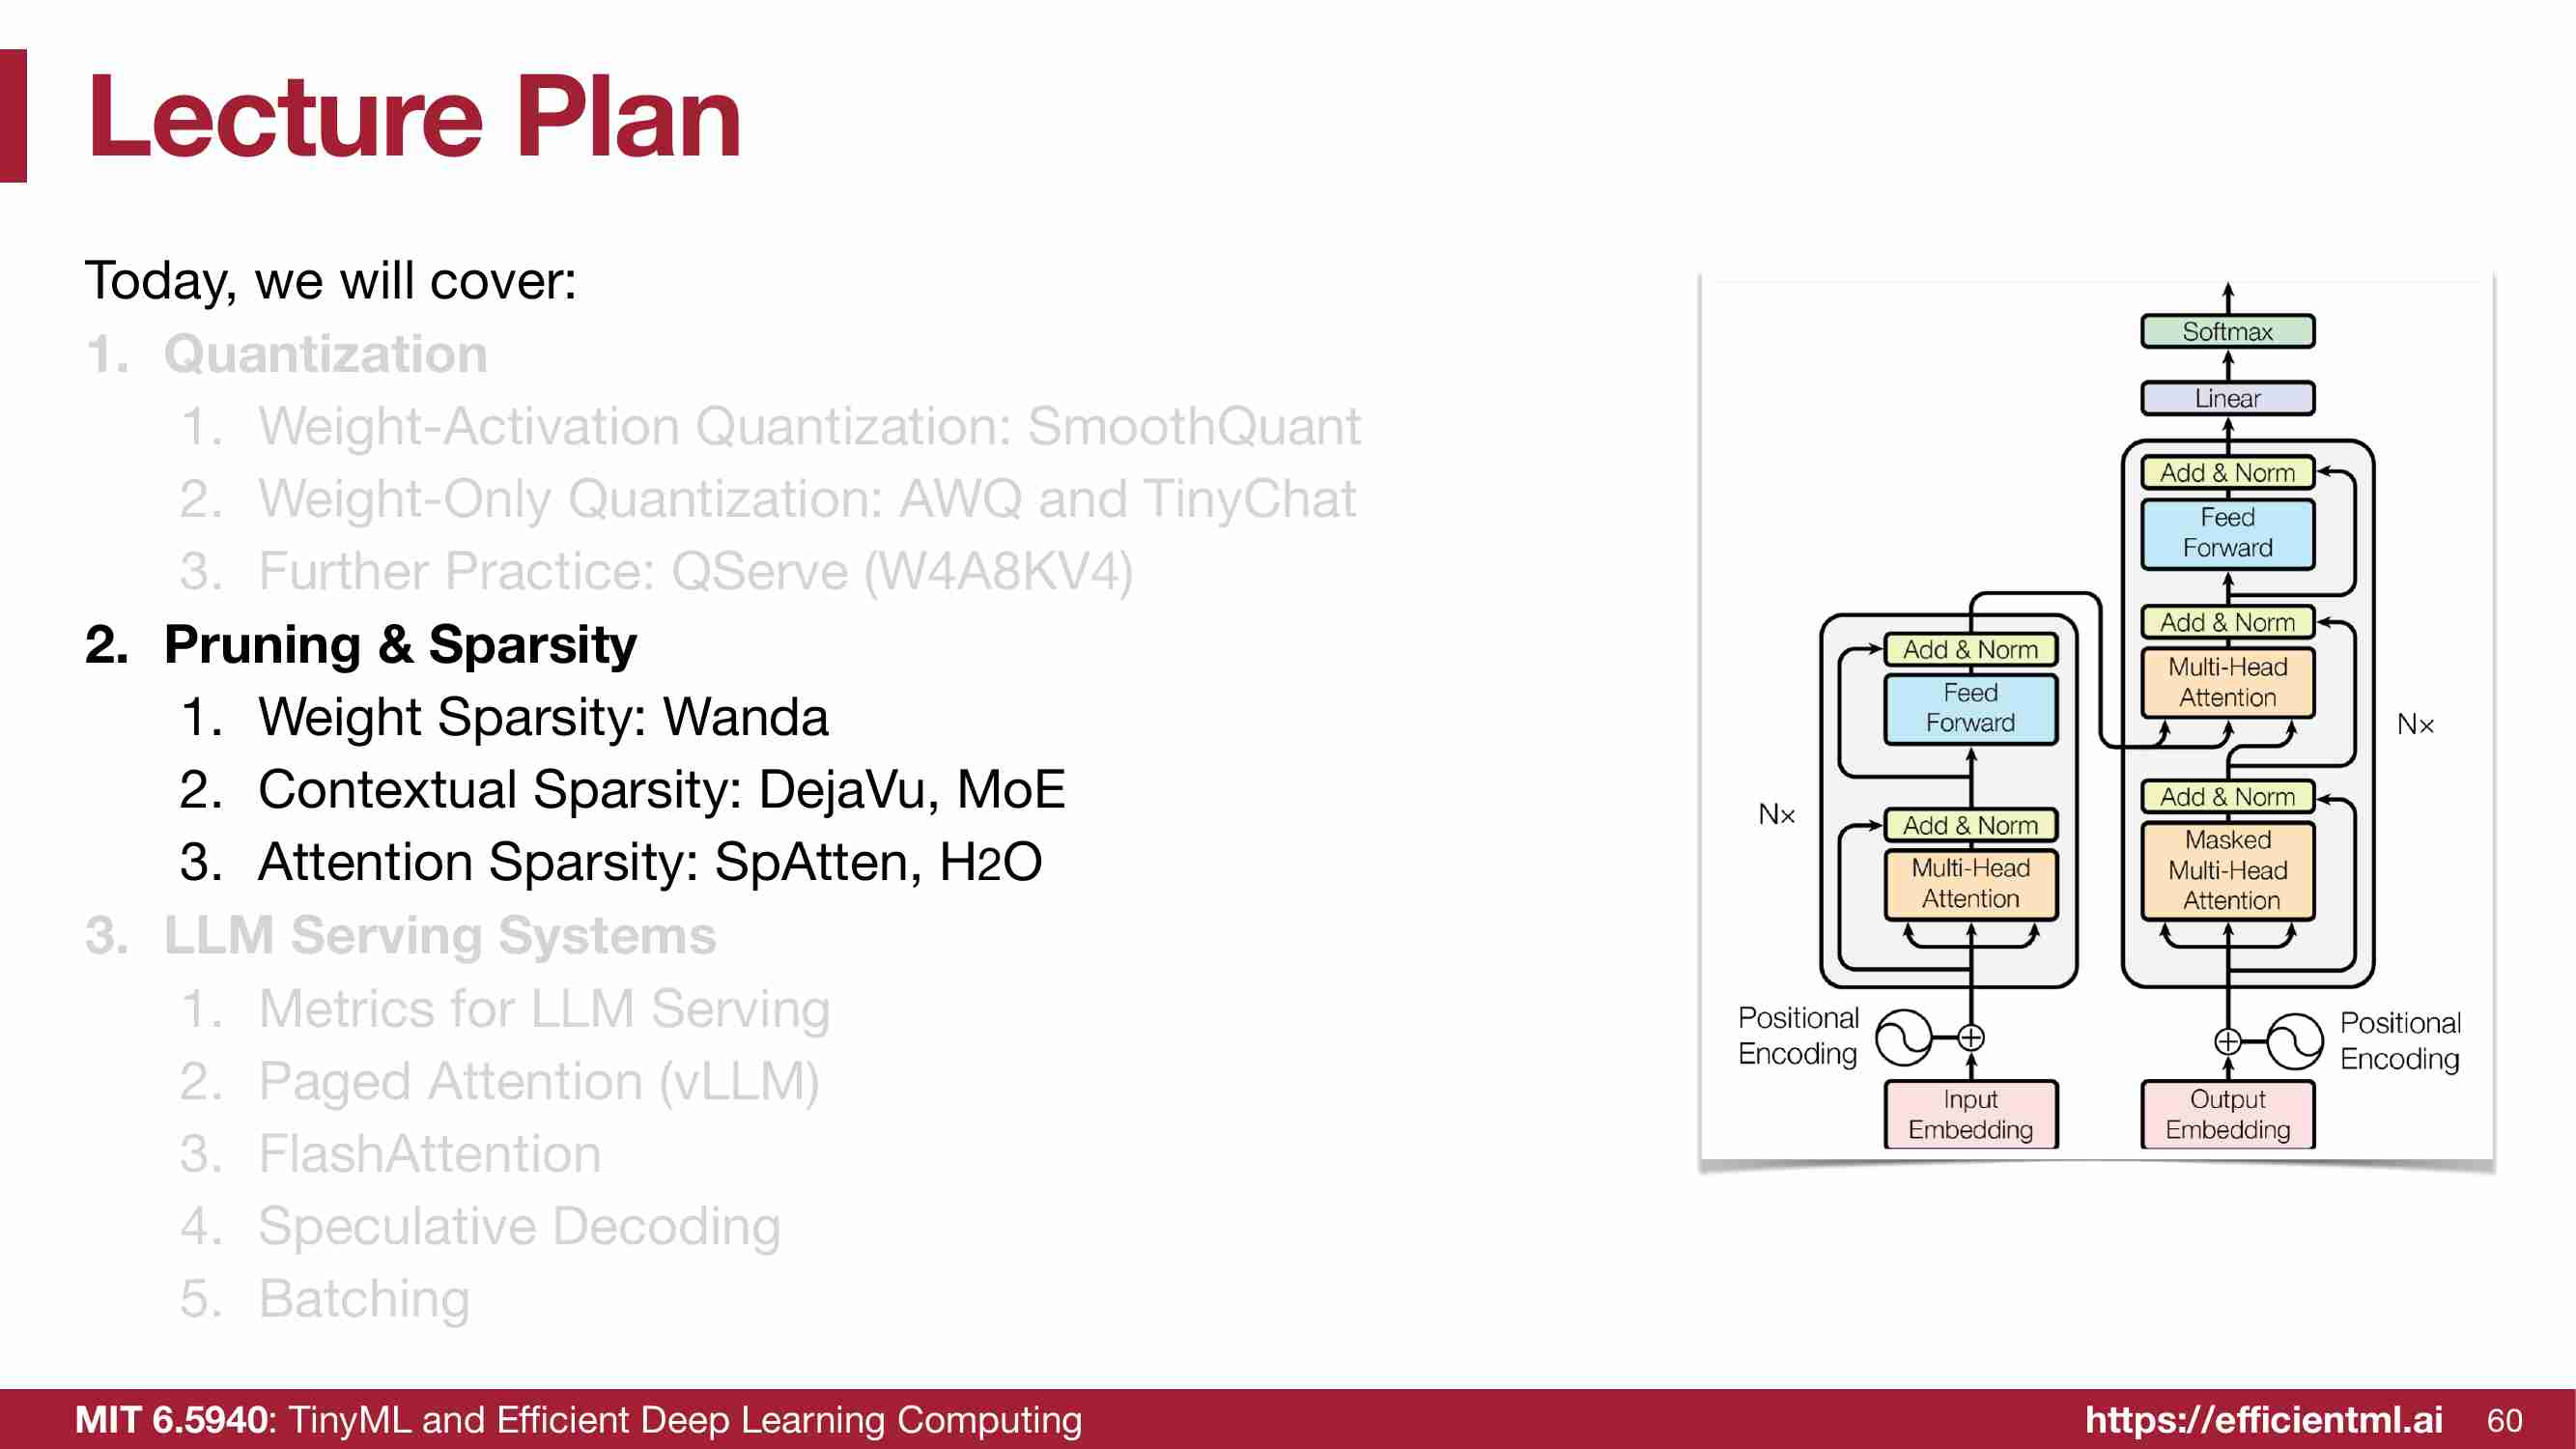 Lecture Plan
Today, we will cover:
1. Quantization
1. Weight-Activation Quantization: SmoothQuant
2. Weight-Only Quantization: AWQ and TinyChat
3. Further Practice: QServe (W4A8KV4)
2. Pruning & Sparsity
1. Weight Sparsity: Wanda
2. Contextual Sparsity: DejaVu, MoE
3. Attention Sparsity: SpAtten, H2O
3. LLM Serving Systems
1. Metrics for LLM Serving
2. Paged Attention (vLLM)
3. FlashAttention
4. Speculative Decoding
5. Batching
Softmax
Linear
Add & Norm
Feed
Forward
Add & Norm
Multi-Head
Attention
N×
Add & Norm
Masked
Multi-Head
Attention
Positional
Encoding
Output
Embedding
Add & Norm
Feed
Forward
N×
Add & Norm
Multi-Head
Attention
Positional
Encoding
Input
Embedding
MIT 6.5940: TinyML and Efficient Deep Learning Computing
https://efficientml.ai
60